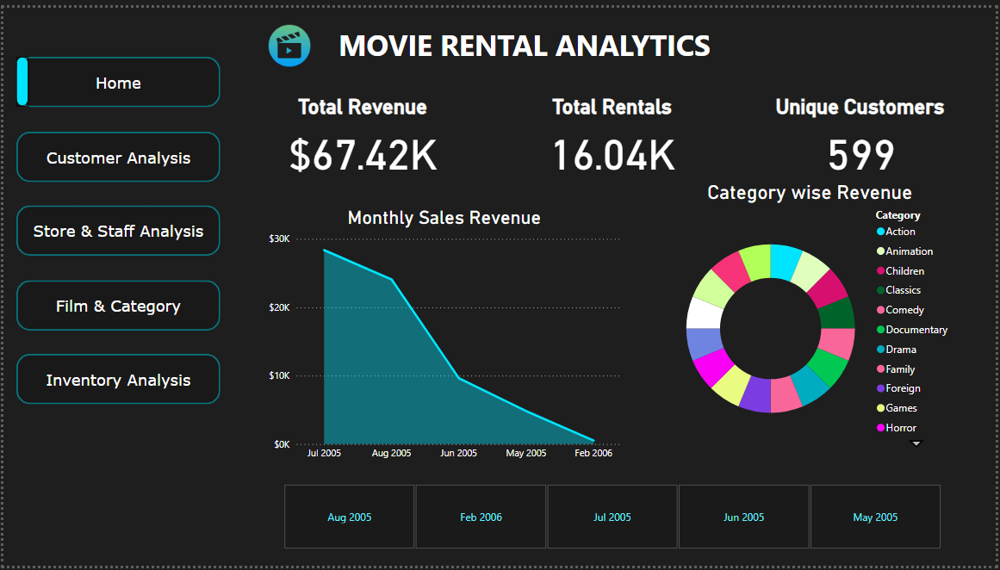 MOVIE RENTAL ANALYTICS
Home
Customer Analysis
Store & Staff Analysis
Film & Category
Inventory Analysis
Total Revenue
$67.42K
Total Rentals
16.04K
Unique Customers
599
Monthly Sales Revenue
$30K
$20K
$10K
$0K
Jul 2005
Aug 2005
Jun 2005
May 2005
Feb 2006
Category wise Revenue
Category
Action
Animation
Children
Classics
Comedy
Documentary
Drama
Family
Foreign
Games
Horror
Aug 2005
Feb 2006
Jul 2005
Jun 2005
May 2005